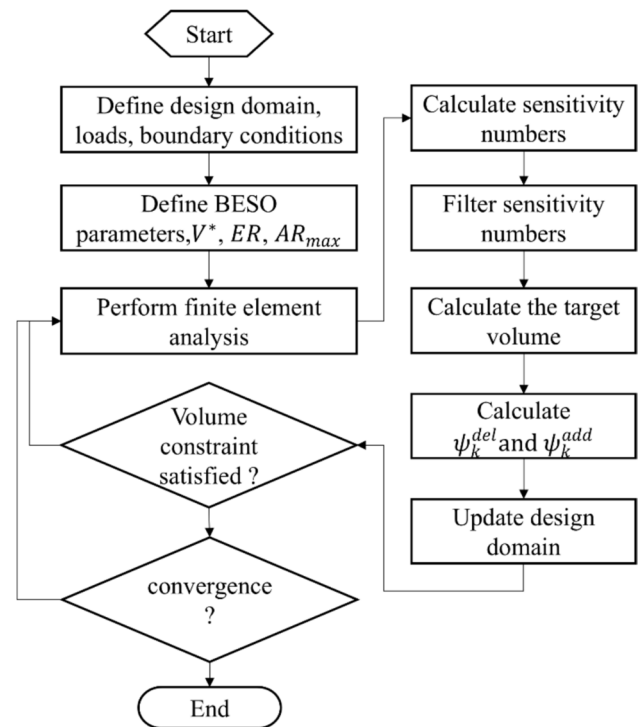 Start
Define design domain,
loads, boundary conditions
Define BESO
parameters,V*, ER, AR_max
Perform finite element
analysis
Volume
constraint
satisfied ?
convergence
?
End
Calculate sensitivity
numbers
Filter sensitivity
numbers
Calculate the target
volume
Calculate
ψ_k^del and ψ_k^add
Update design
domain